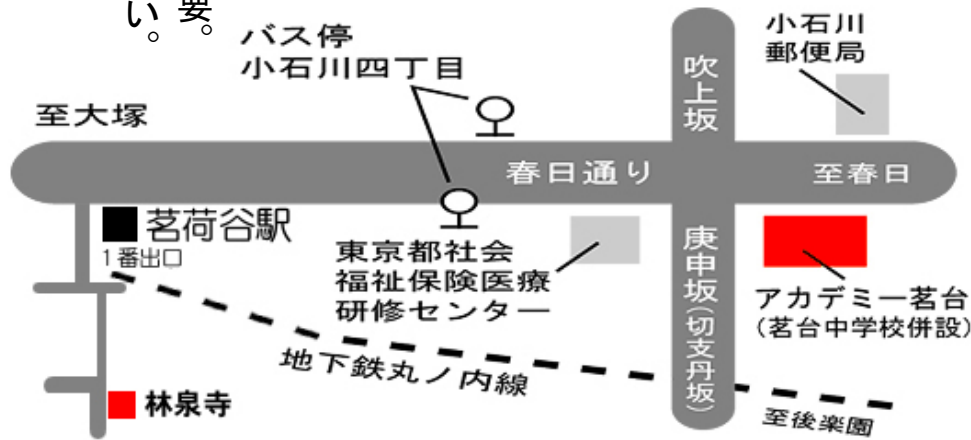 要。
い。
バス停
小石川四丁目
小石川
郵便局
吹上坂
至大塚
春日通り
至春日
茗荷谷駅
1番出口
東京都社会
福祉保険医療
研修センター
庚申坂(切支丹坂)
アカデミー茗台
(茗台中学校併設)
地下鉄丸ノ内線
林泉寺
至後楽園